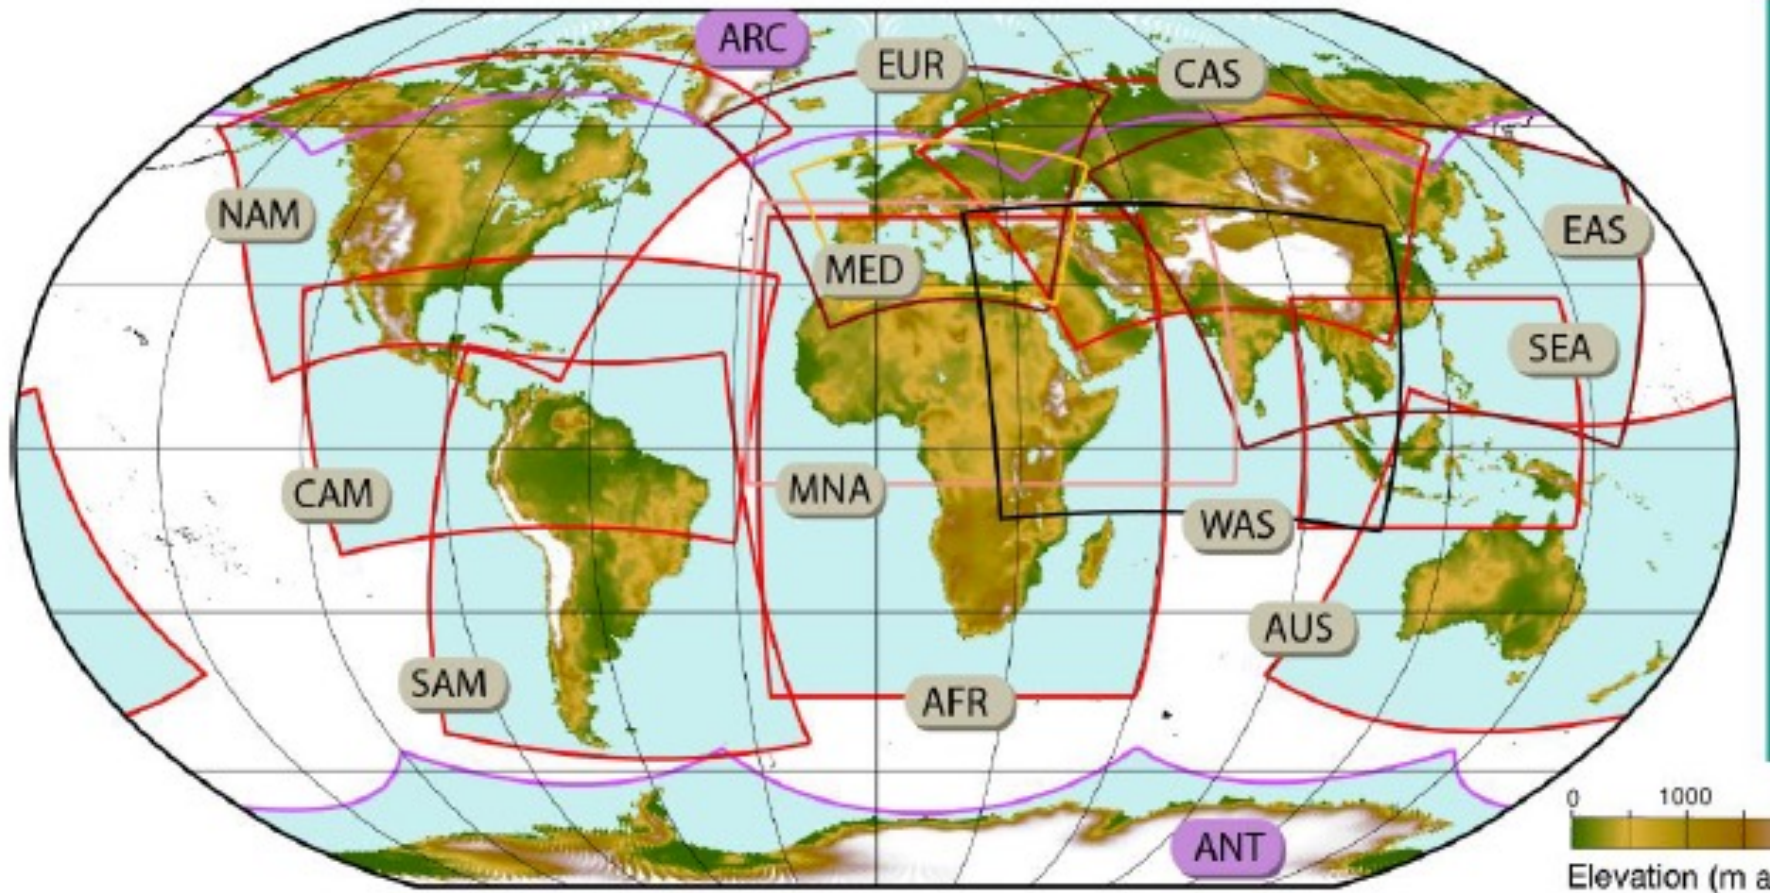 ARC
EUR
CAS
NAM
EAS
MED
SEA
CAM
MNA
WAS
AUS
SAM
AFR
ANT
0 1000
Elevation (m a